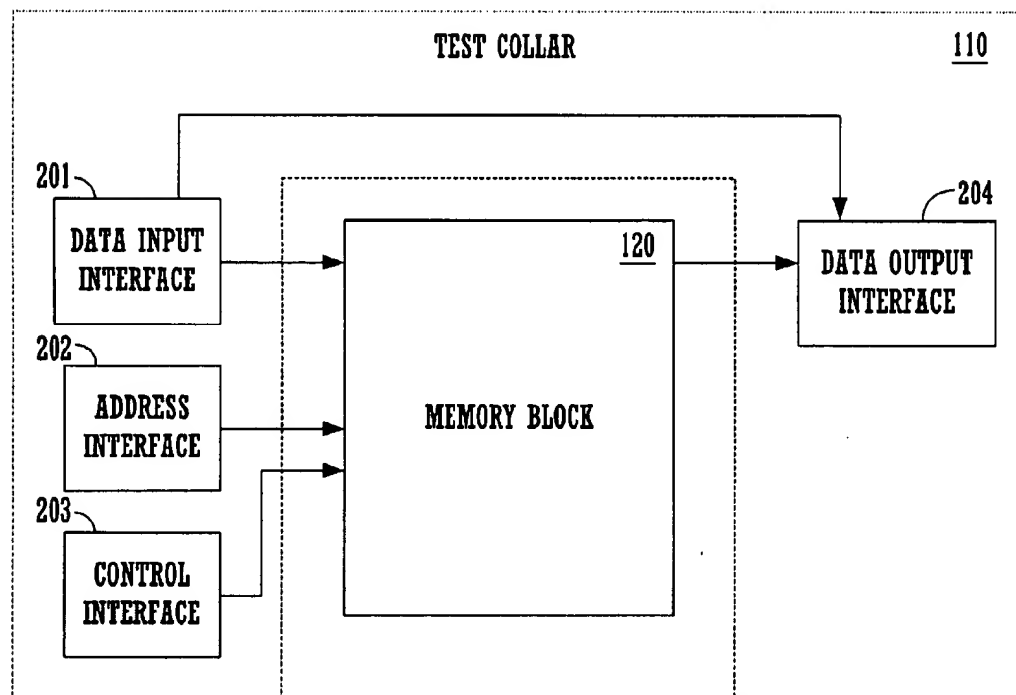 TEST COLLAR
110
201
DATA INPUT
INTERFACE
202
ADDRESS
INTERFACE
203
CONTROL
INTERFACE
120
MEMORY BLOCK
204
DATA OUTPUT
INTERFACE